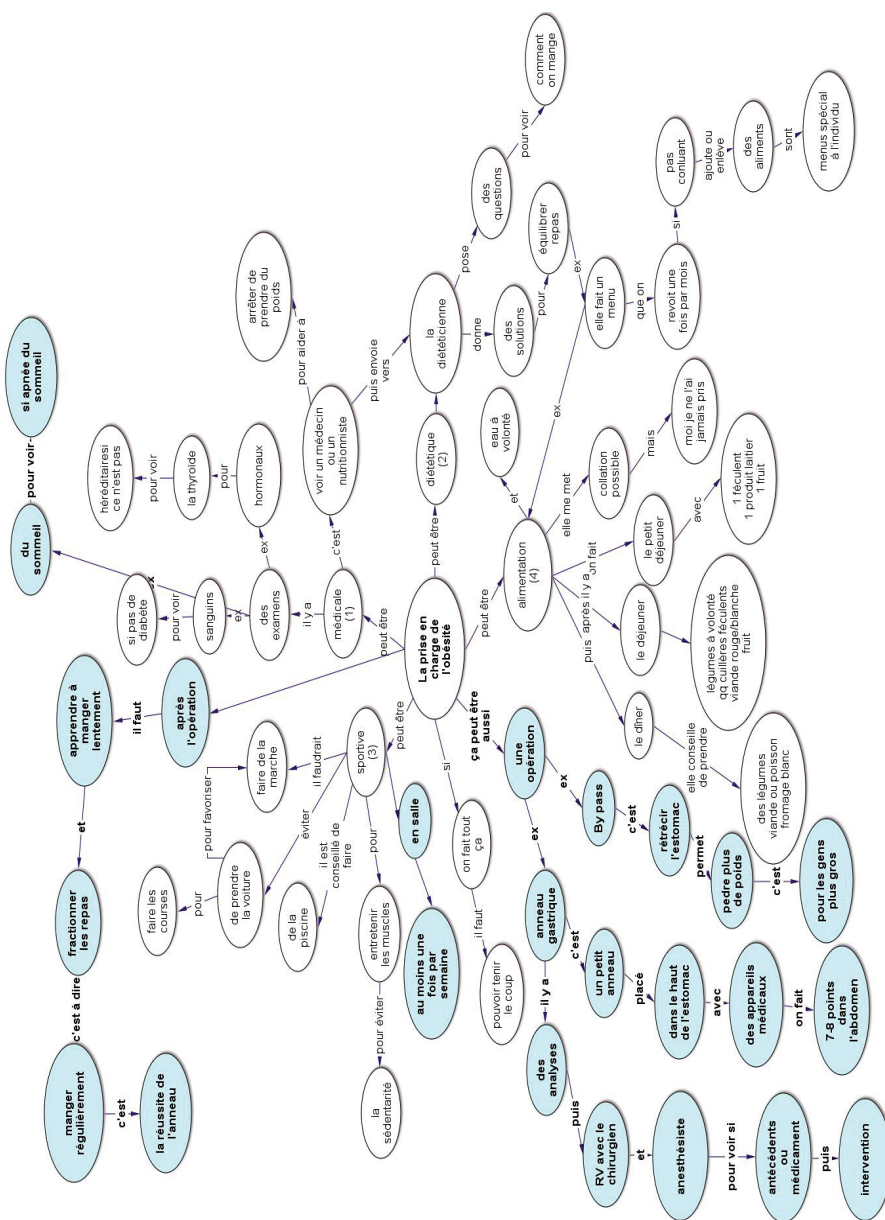 La prise en
charge de
l'obésité
peut être
médicale
(1)
c'est
voir un médecin
ou un
nutritionniste
pour aider à
arrêter de
prendre du
poids
puis envoie
vers
il y a
des
examens
ex
sanguins
pour voir
si pas de
diabète
ex
hormonaux
pour
la thyroide
pour voir
héréditairesi
ce n'est pas
ex
du
sommeil
pour voir
si apnée du
sommeil
peut être
diététique
(2)
la
diététicienne
pose
des
questions
pour voir
comment
on mange
donne
des
solutions
pour
équilibrer
repas
ex
elle fait un
menu
que on
revoit une
fois par mois
si
pas
conluant
ajoute ou
enlève
des
aliments
sont
menus spécial
à l'individu
ex
peut être
alimentation
(4)
et
eau à
volonté
elle me met
collation
possible
mais
moi je ne l'ai
jamais pris
on fait
le petit
déjeuner
avec
1 féculent
1 produit laitier
1 fruit
après il y a
le déjeuner
légumes à volonté
qq cuillères féculents
viande rouge/blanche
fruit
puis
le dîner
elle conseille
de prendre
des légumes
viande ou poisson
fromage blanc
ça peut être
aussi
une
opération
ex
By pass
c'est
rétrécir
l'estomac
permet
pedre plus
de poids
c'est
pour les gens
plus gros
ex
anneau
gastrique
c'est
un petit
anneau
placé
dans le haut
de l'estomac
avec
des appareils
médicaux
on fait
7-8 points
dans
l'abdomen
il y a
des
analyses
puis
RV avec le
chirurgien
et
anesthésiste
pour voir si
antécédents
ou
médicament
puis
intervention
si
on fait tout
ça
il faut
pouvoir tenir
le coup
peut être
sportive
(3)
en salle
au moins une
fois par
semaine
pour
entretenir
les muscles
pour éviter
la
sédentarité
il est
conseillé de
faire
de la
piscine
éviter
de prendre
la voiture
pour
faire les
courses
pour favoriser
il faudrait
faire de la
marche
après
l'opération
il faut
apprendre à
manger
lentement
et
fractionner
les repas
c'est à dire
manger
régulièrement
c'est
la réussite de
l'anneau